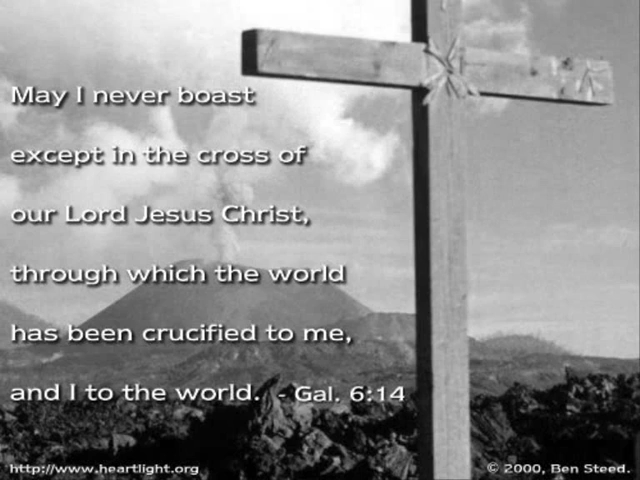 May I never boast
except in the cross of
our Lord Jesus Christ,
through which the world
has been crucified to me,
and I to the world. - Gal. 6:14
http://www.heartlight.org
© 2000, Ben Steed.